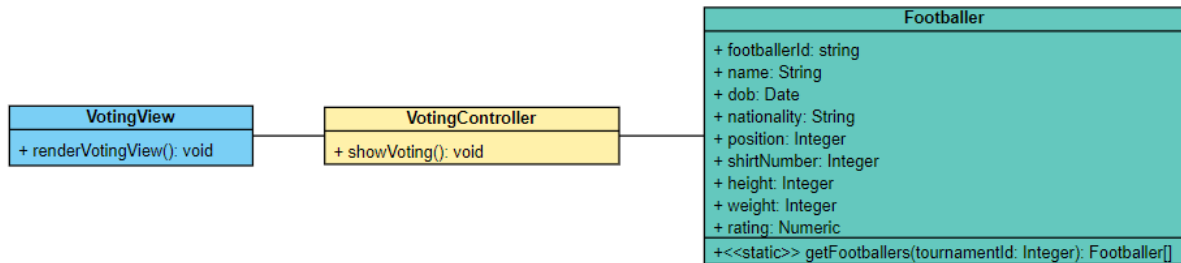 VotingView
+ renderVotingView(): void
VotingController
+ showVoting(): void
Footballer
+ footballerId: string
+ name: String
+ dob: Date
+ nationality: String
+ position: Integer
+ shirtNumber: Integer
+ height: Integer
+ weight: Integer
+ rating: Numeric
+<<static>> getFootballers(tournamentId: Integer): Footballer[]